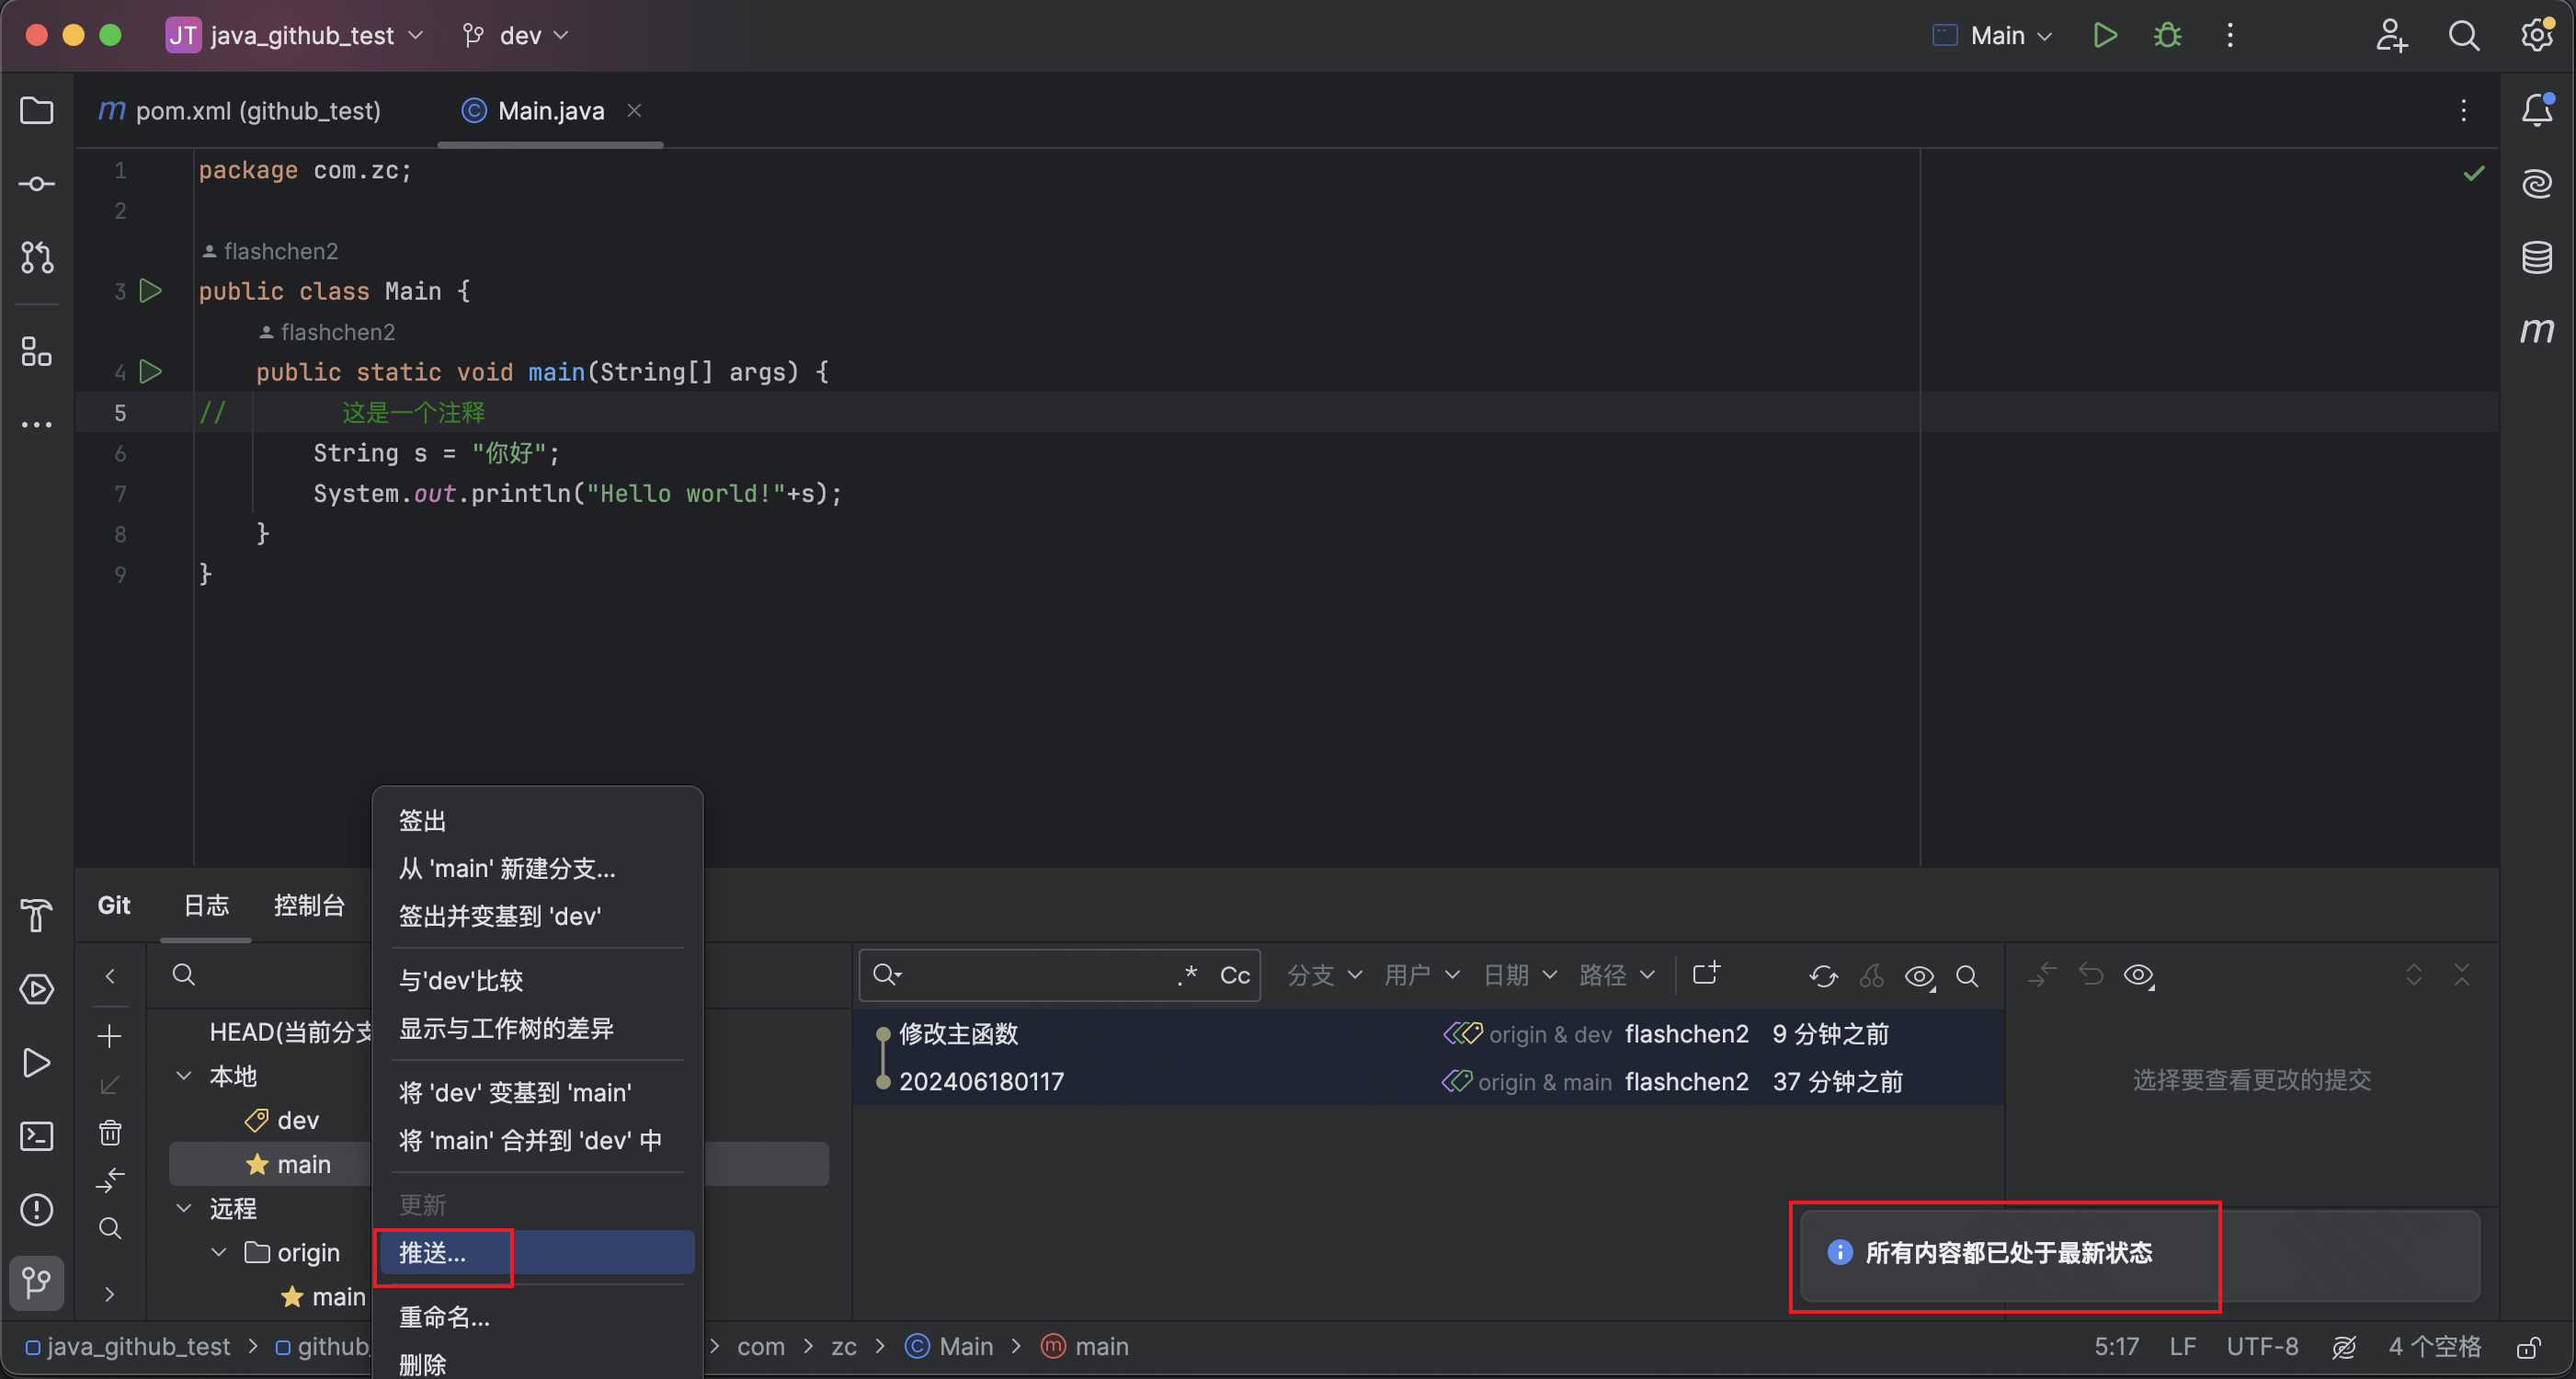 JT java_github_test dev Main
pom.xml (github_test) Main.java
1 package com.zc;
2
flashchen2
3 public class Main {
flashchen2
4 public static void main(String[] args) {
5 // 这是一个注释
6 String s = "你好";
7 System.out.println("Hello world!"+s);
8 }
9 }
签出
从 'main' 新建分支...
签出并变基到 'dev'
与'dev'比较
显示与工作树的差异
将 'dev' 变基到 'main'
将 'main' 合并到 'dev' 中
更新
推送...
重命名...
删除
Git 日志 控制台
HEAD(当前分支
本地
dev
main
远程
origin
main
.* Cc 分支 用户 日期 路径
修改主函数 origin & dev flashchen2 9 分钟之前
202406180117 origin & main flashchen2 37 分钟之前
选择要查看更改的提交
所有内容都已处于最新状态
java_github_test > github > com > zc > Main > main
5:17 LF UTF-8 4 个空格